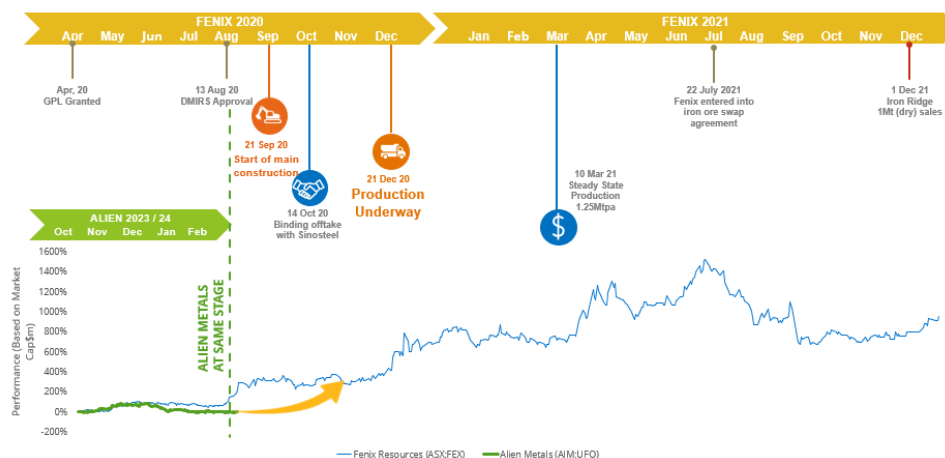 FENIX 2020
FENIX 2021
Apr May Jun Jul Aug Sep Oct Nov Dec
Jan Feb Mar Apr May Jun Jul Aug Sep Oct Nov Dec
Apr, 20
GPL Granted
13 Aug 20
DMIRS Approval
21 Sep 20
Start of main
construction
14 Oct 20
Binding offtake
with Sinosteel
21 Dec 20
Production
Underway
10 Mar 21
Steady State
Production
1.25Mtpa
$
22 July 2021
Fenix entered into
iron ore swap
agreement
1 Dec 21
Iron Ridge
1Mt (dry) sales
ALIEN 2023 / 24
Oct Nov Dec Jan Feb
ALIEN METALS
AT SAME STAGE
Performance (Based on Market
Cap$m)
1600%
1400%
1200%
1000%
800%
600%
400%
200%
0%
-200%
Fenix Resources (ASX:FEX) Alien Metals (AIM:UFO)